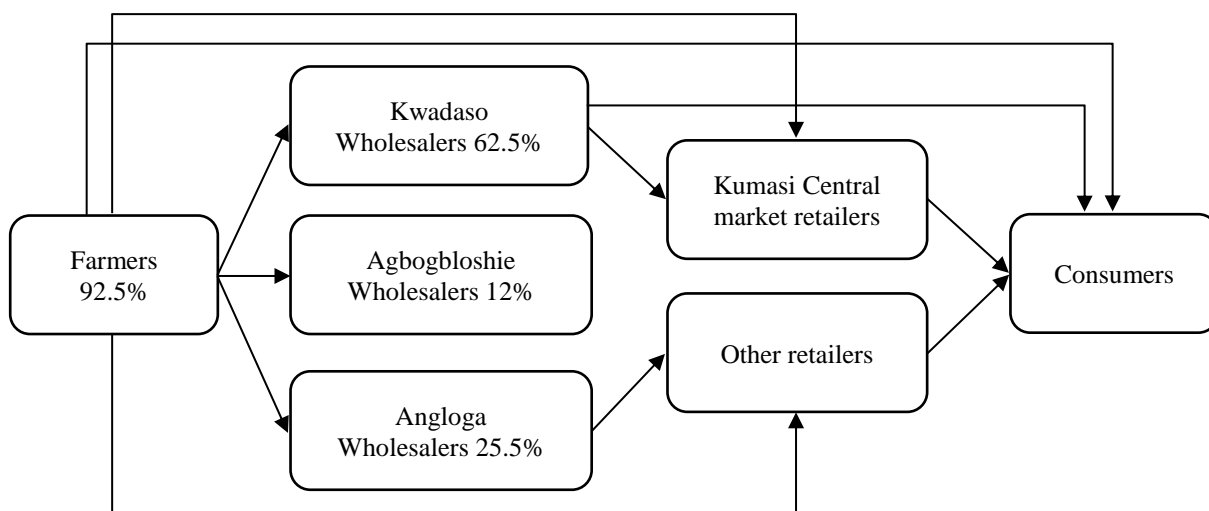 Kwadaso
Wholesalers 62.5%
Kumasi Central
market retailers
Farmers
92.5%
Agbogbloshie
Wholesalers 12%
Consumers
Other retailers
Angloga
Wholesalers 25.5%